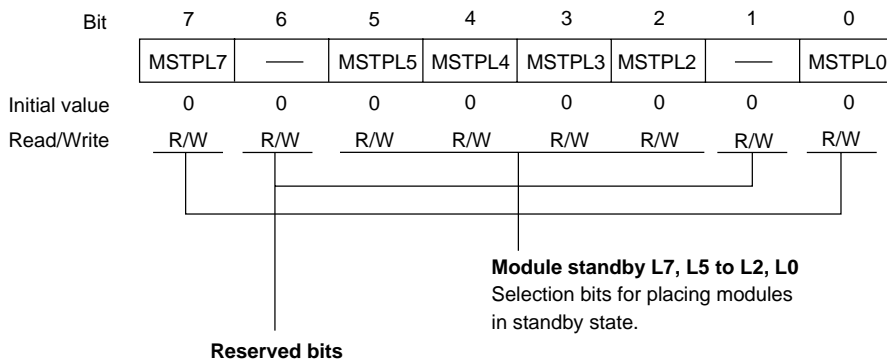 Bit 7 6 5 4 3 2 1 0
MSTPL7 — MSTPL5 MSTPL4 MSTPL3 MSTPL2 — MSTPL0
Initial value 0 0 0 0 0 0 0 0
Read/Write R/W R/W R/W R/W R/W R/W R/W R/W
Module standby L7, L5 to L2, L0
Selection bits for placing modules
in standby state.
Reserved bits